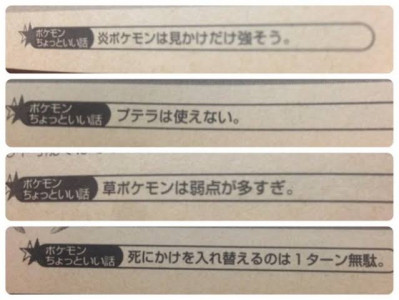 ポケモン
ちょっといい話
炎ポケモンは見かけだけ強そう。
ポケモン
ちょっといい話
プテラは使えない。
ポケモン
ちょっといい話
草ポケモンは弱点が多すぎ。
ポケモン
ちょっといい話
死にかけを入れ替えるのは1ターン無駄。